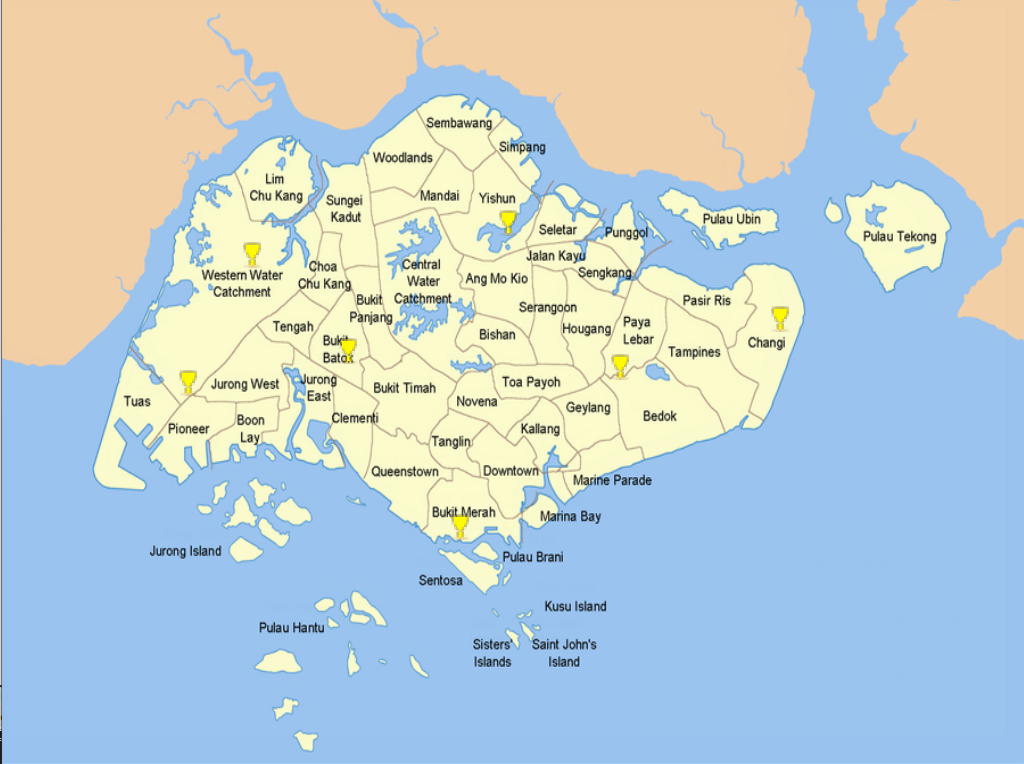 Sembawang
Simpang
Woodlands
Lim
Chu Kang
Mandai
Yishun
Sungei
Kadut
Pulau Ubin
Seletar
Punggol
Pulau Tekong
Jalan Kayu
Western Water
Catchment
Choa
Chu Kang
Central
Water
Catchment
Ang Mo Kio
Sengkang
Bukit
Panjang
Serangoon
Pasir Ris
Tengah
Hougang
Paya
Lebar
Bishan
Changi
Bukit
Batok
Tampines
Jurong West
Jurong
East
Bukit Timah
Toa Payoh
Tuas
Novena
Geylang
Bedok
Boon
Lay
Clementi
Pioneer
Kallang
Tanglin
Queenstown
Downtown
Marine Parade
Bukit Merah
Marina Bay
Jurong Island
Pulau Brani
Sentosa
Kusu Island
Pulau Hantu
Sisters'
Islands
Saint John's
Island